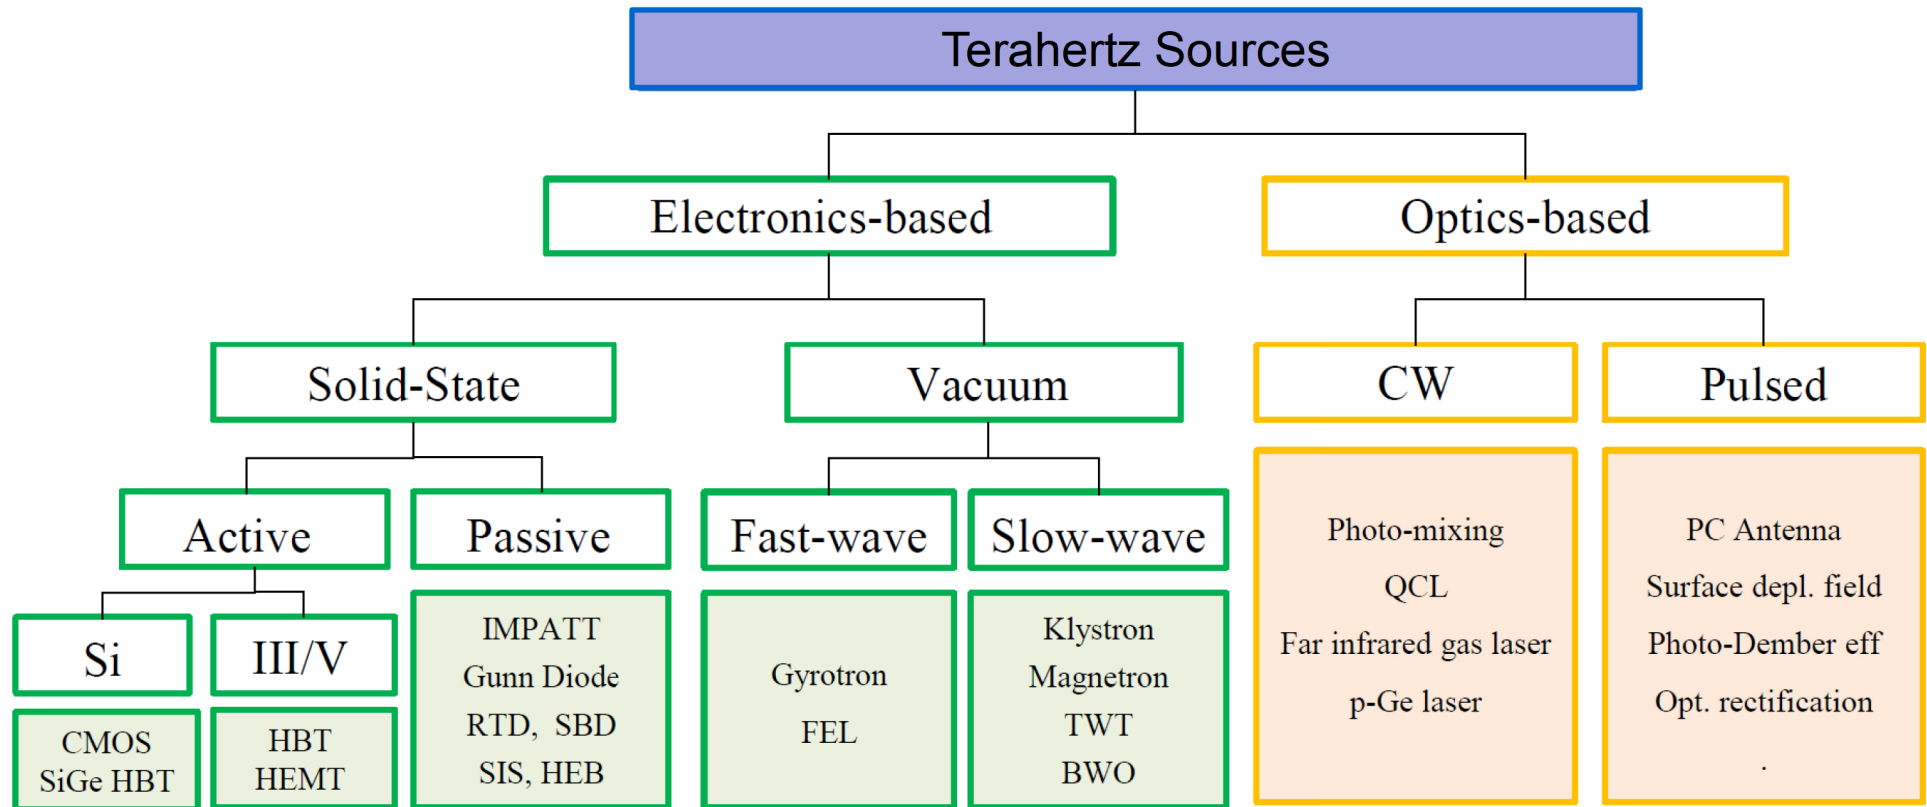 Terahertz Sources
Electronics-based
Optics-based
Solid-State
Vacuum
CW
Pulsed
Active
Passive
Fast-wave
Slow-wave
Si
III/V
CMOS
SiGe HBT
HBT
HEMT
IMPATT
Gunn Diode
RTD, SBD
SIS, HEB
Gyrotron
FEL
Klystron
Magnetron
TWT
BWO
Photo-mixing
QCL
Far infrared gas laser
p-Ge laser
PC Antenna
Surface depl. field
Photo-Dember eff
Opt. rectification
.